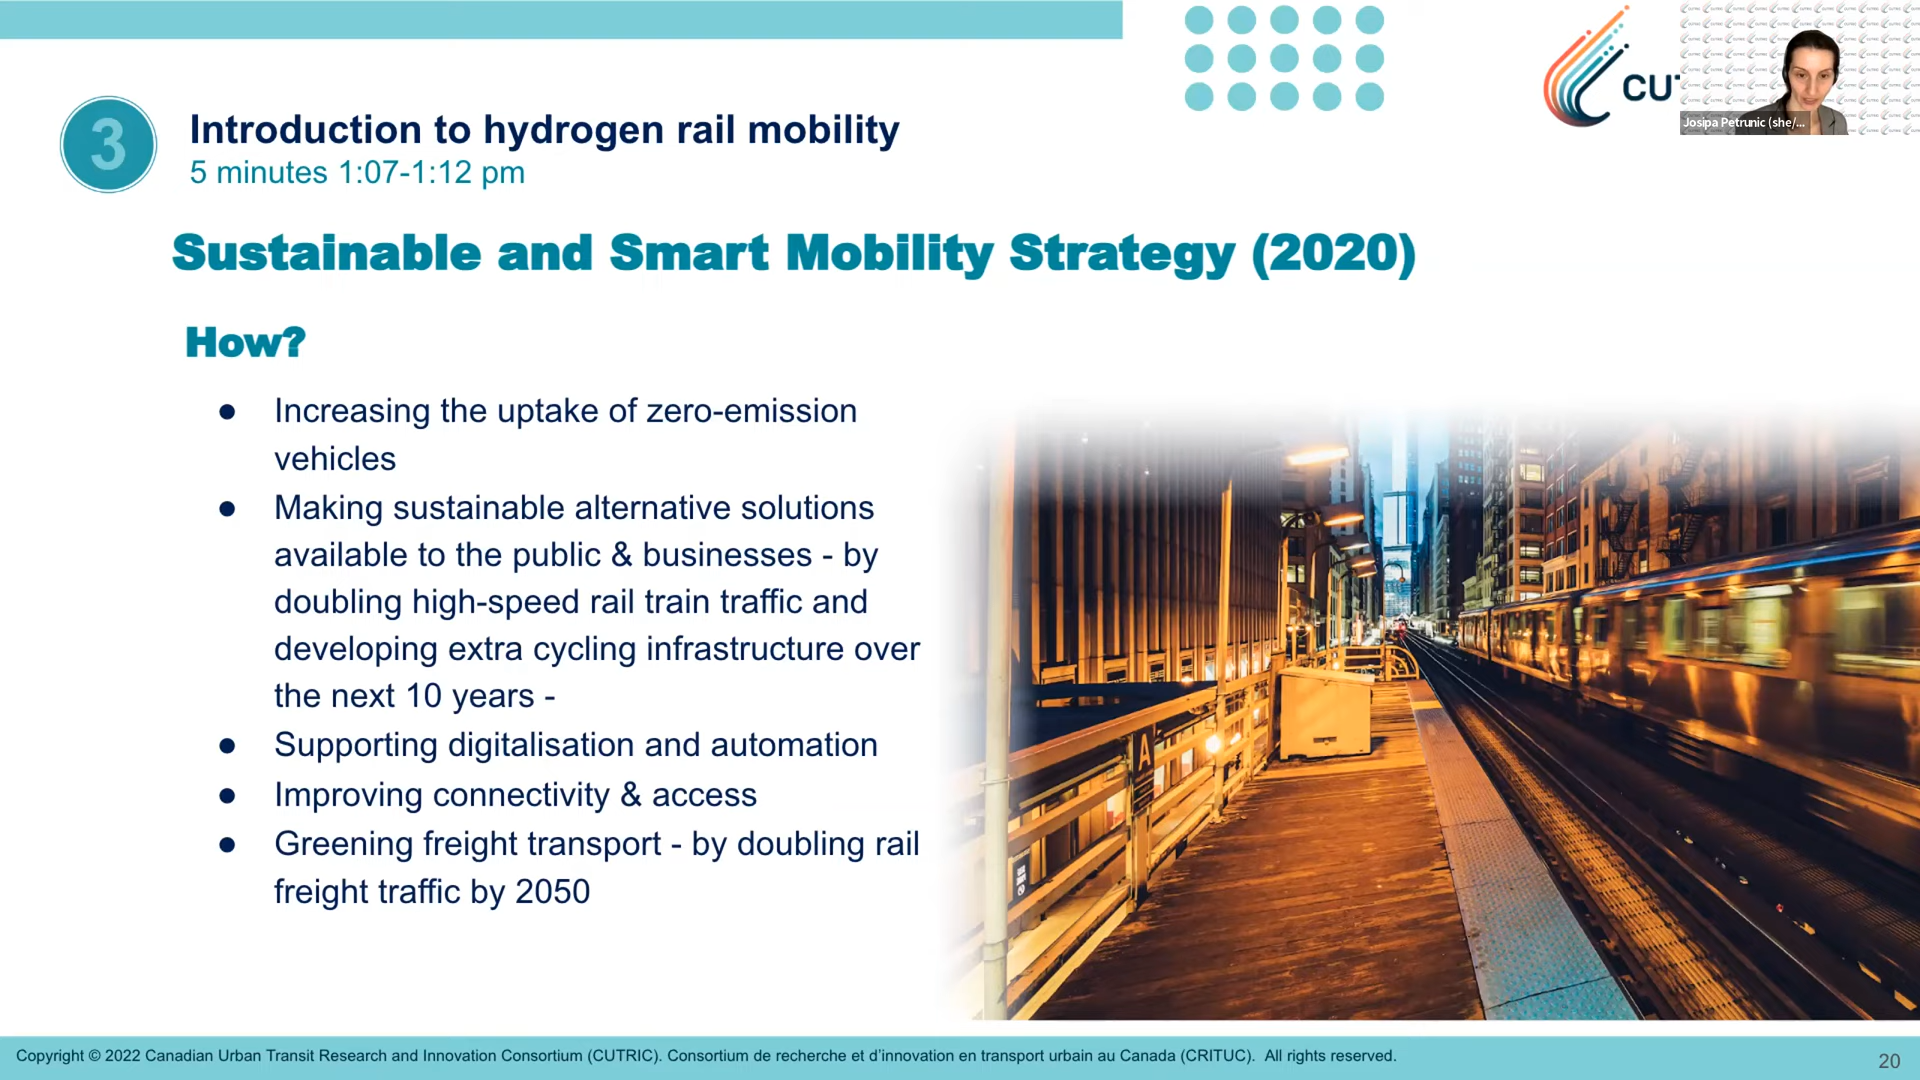 3
Introduction to hydrogen rail mobility
5 minutes 1:07-1:12 pm
CUT
Josipa Petrunic (she/...
Sustainable and Smart Mobility Strategy (2020)
How?
● Increasing the uptake of zero-emission
vehicles
● Making sustainable alternative solutions
available to the public & businesses - by
doubling high-speed rail train traffic and
developing extra cycling infrastructure over
the next 10 years -
● Supporting digitalisation and automation
● Improving connectivity & access
● Greening freight transport - by doubling rail
freight traffic by 2050
A
Copyright © 2022 Canadian Urban Transit Research and Innovation Consortium (CUTRIC). Consortium de recherche et d’innovation en transport urbain au Canada (CRITUC). All rights reserved.
20